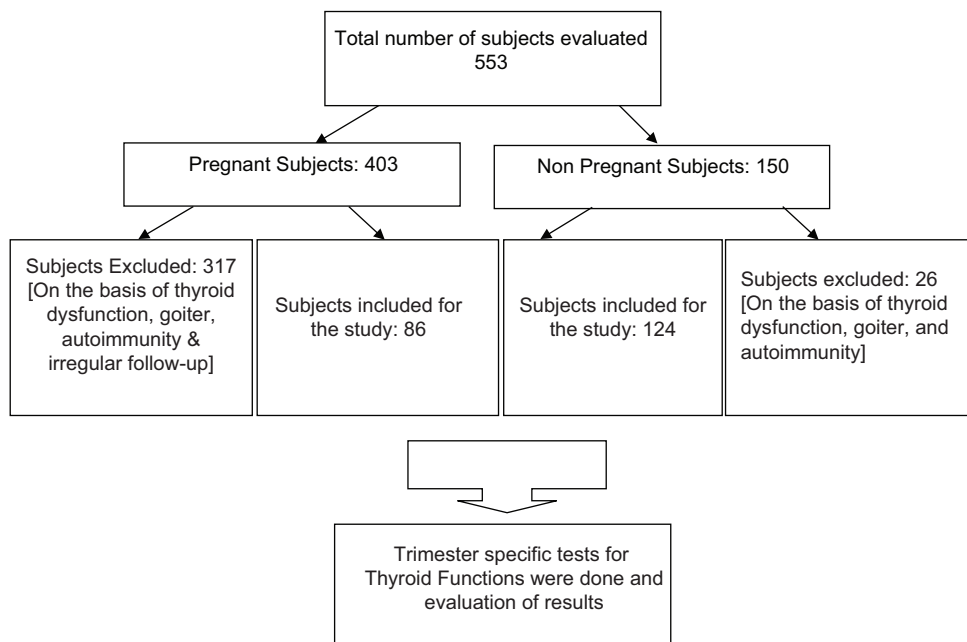 Total number of subjects evaluated
553
Pregnant Subjects: 403
Non Pregnant Subjects: 150
Subjects Excluded: 317
[On the basis of thyroid
dysfunction, goiter,
autoimmunity &
irregular follow-up]
Subjects included for
the study: 86
Subjects included for
the study: 124
Subjects excluded: 26
[On the basis of thyroid
dysfunction, goiter, and
autoimmunity]
Trimester specific tests for
Thyroid Functions were done and
evaluation of results